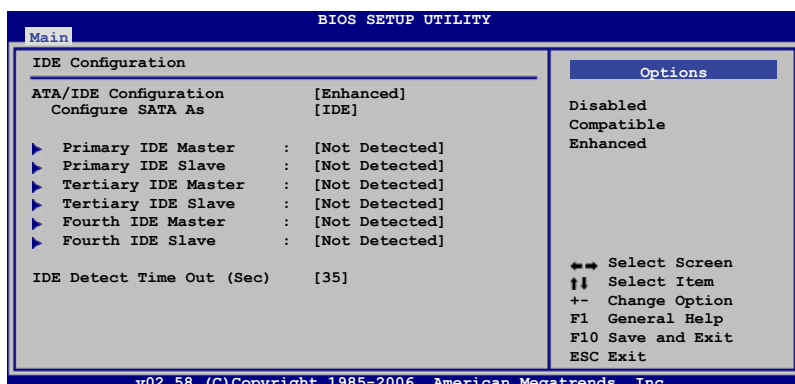 BIOS SETUP UTILITY
Main
IDE Configuration
ATA/IDE Configuration [Enhanced]
Configure SATA As [IDE]
Primary IDE Master : [Not Detected]
Primary IDE Slave : [Not Detected]
Tertiary IDE Master : [Not Detected]
Tertiary IDE Slave : [Not Detected]
Fourth IDE Master : [Not Detected]
Fourth IDE Slave : [Not Detected]
IDE Detect Time Out (Sec) [35]
Options
Disabled
Compatible
Enhanced
Select Screen
Select Item
+- Change Option
F1 General Help
F10 Save and Exit
ESC Exit
v02.58 (C)Copyright 1985-2006, American Megatrends, Inc.